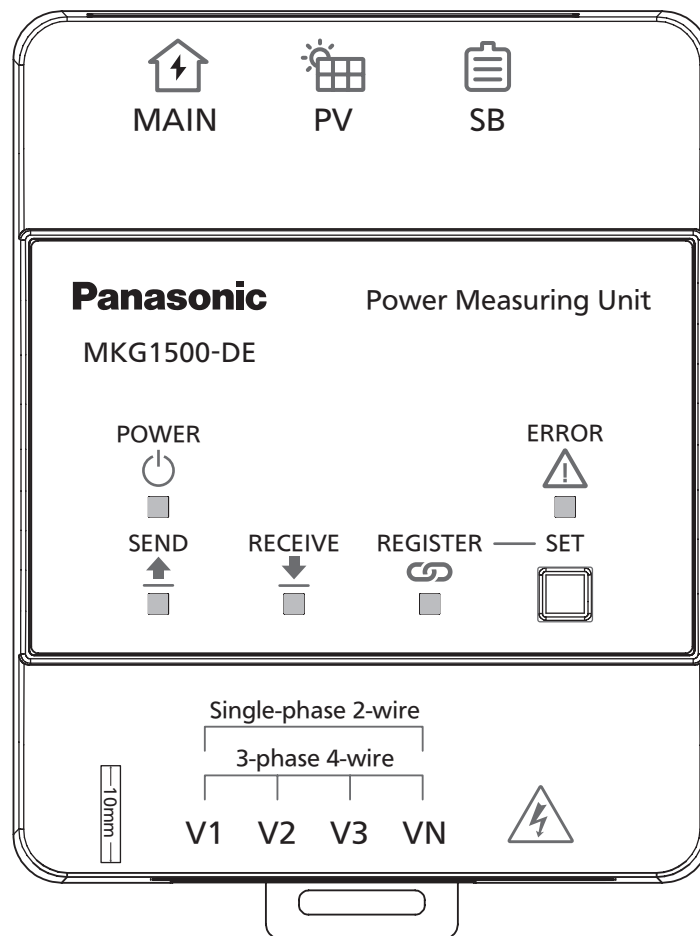 MAIN PV SB
Panasonic Power Measuring Unit
MKG1500-DE
POWER ERROR
SEND RECEIVE REGISTER SET
Single-phase 2-wire
3-phase 4-wire
10mm
V1 V2 V3 VN